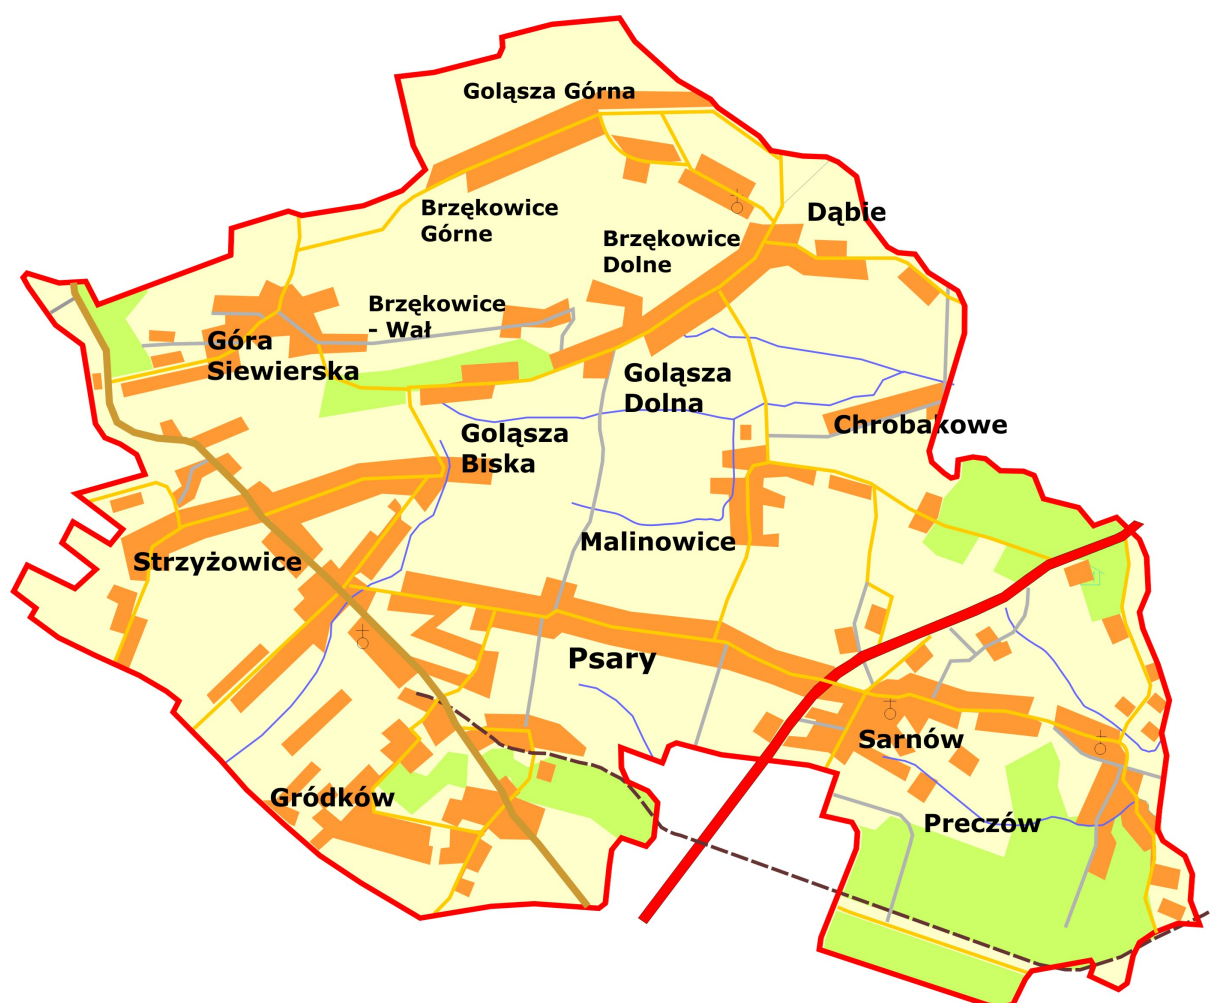 Goląsza Górna
Brzękowice
Górne
Dąbie
Brzękowice
Dolne
Brzękowice
- Wał
Góra
Siewierska
Goląsza
Dolna
Chrobakowe
Goląsza
Biska
Malinowice
Strzyżowice
Psary
Sarnów
Gródków
Preczów